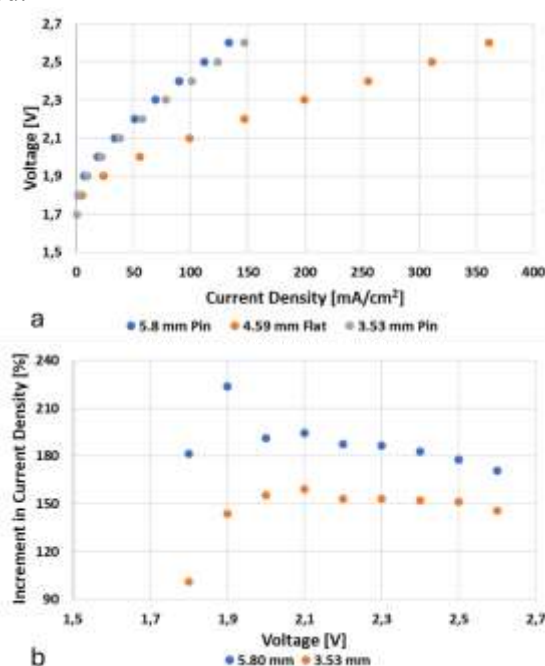 2,7
2,5
2,3
2,1
1,9
1,7
1,5
Voltage [V]
0 50 100 150 200 250 300 350 400
Current Density [mA/cm²]
a
5.8 mm Pin 4.59 mm Flat 3.53 mm Pin
240
210
180
150
120
90
Increment in Current Density [%]
1,5 1,7 1,9 2,1 2,3 2,5 2,7
Voltage [V]
b
5.80 mm 3.53 mm